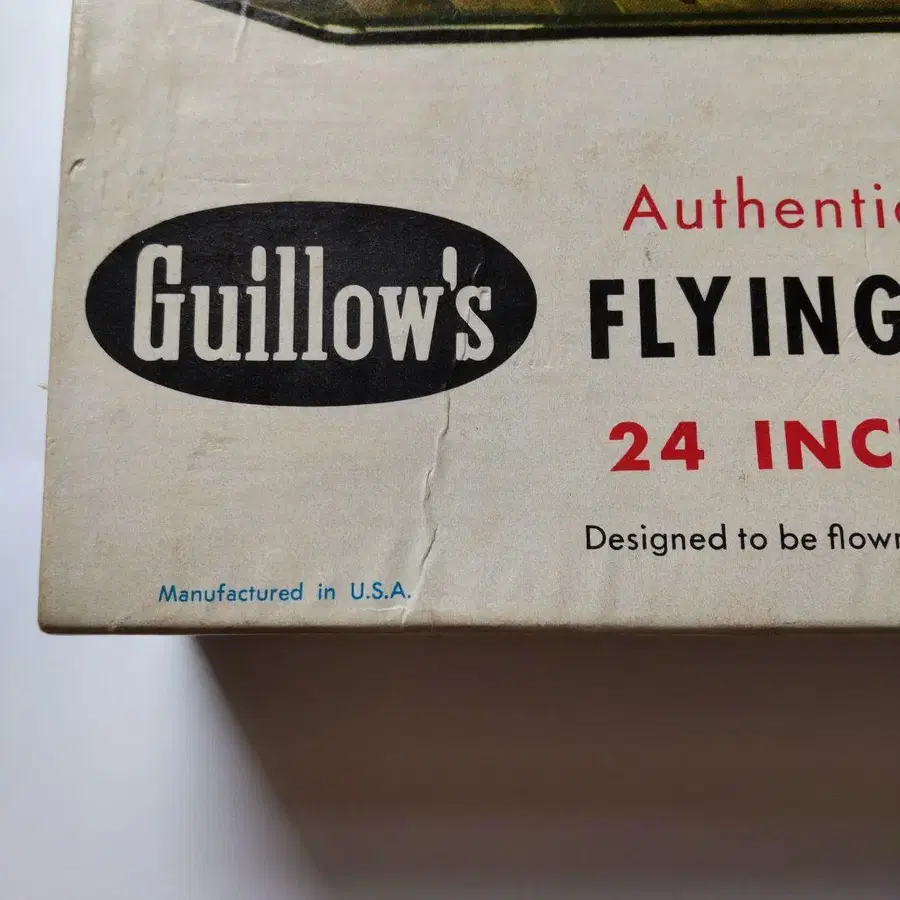 Guillow's
Authentic
FLYING
24 INC
Designed to be flown
Manufactured in U.S.A.